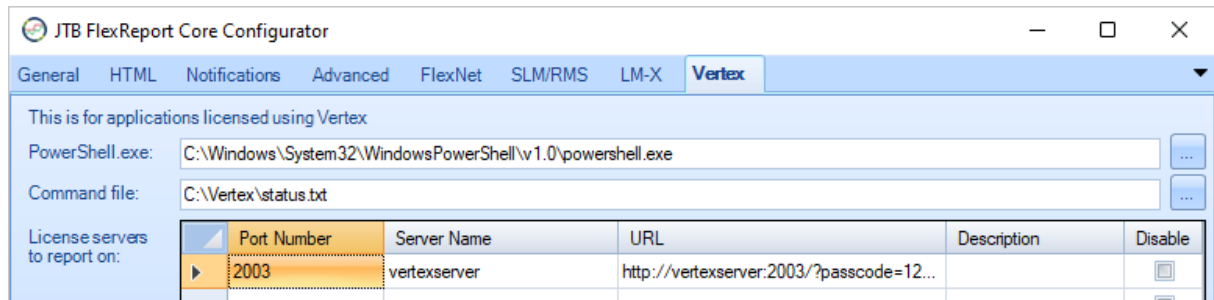 JTB FlexReport Core Configurator
General HTML Notifications Advanced FlexNet SLM/RMS LM-X Vertex
This is for applications licensed using Vertex
PowerShell.exe: C:\Windows\System32\WindowsPowerShell\v1.0\powershell.exe ...
Command file: C:\Vertex\status.txt ...
License servers
to report on:
Port Number Server Name URL Description Disable
2003 vertexserver http://vertexserver:2003/?passcode=12...